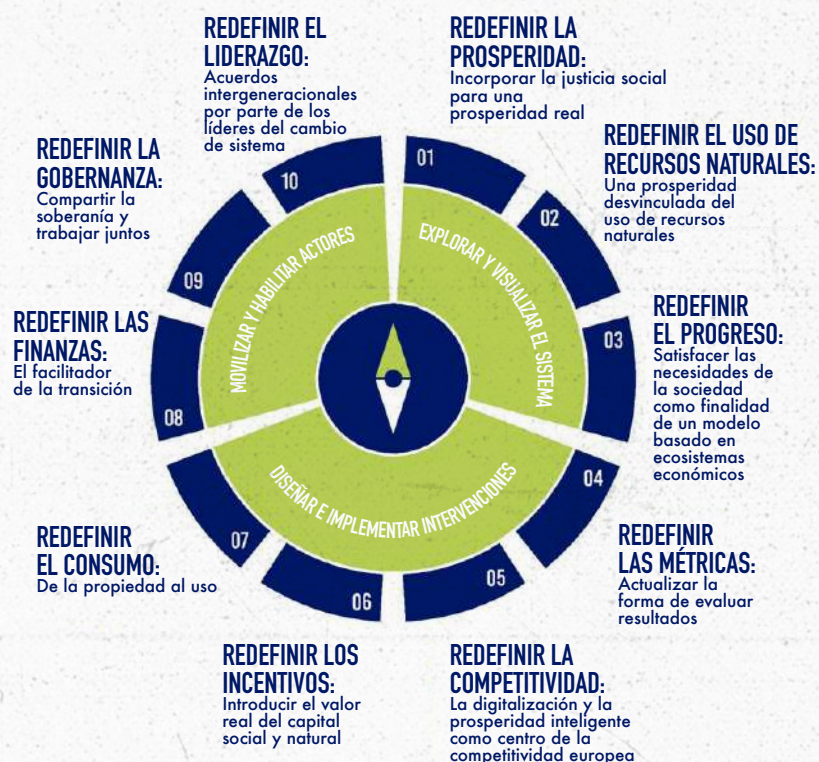 REDEFINIR EL
LIDERAZGO:
Acuerdos
intergeneracionales
por parte de los
líderes del cambio
de sistema
REDEFINIR LA
PROSPERIDAD:
Incorporar la justicia social
para una
prosperidad real
REDEFINIR EL USO DE
RECURSOS NATURALES:
Una prosperidad
desvinculada del
uso de recursos
naturales
REDEFINIR LA
GOBERNANZA:
Compartir la
soberanía y
trabajar juntos
10
01
02
09
MOVILIZAR Y HABILITAR ACTORES
EXPLORAR Y VISUALIZAR EL SISTEMA
REDEFINIR LAS
FINANZAS:
El facilitador
de la transición
REDEFINIR
EL PROGRESO:
Satisfacer las
necesidades de
la sociedad
como finalidad
de un modelo
basado en
ecosistemas
económicos
03
08
DISEÑAR E IMPLEMENTAR INTERVENCIONES
04
07
05
06
REDEFINIR
EL CONSUMO:
De la propiedad al uso
REDEFINIR
LAS MÉTRICAS:
Actualizar la
forma de evaluar
resultados
REDEFINIR LOS
INCENTIVOS:
Introducir el valor
real del capital
social y natural
REDEFINIR LA
COMPETITIVIDAD:
La digitalización y la
prosperidad inteligente
como centro de la
competitividad europea